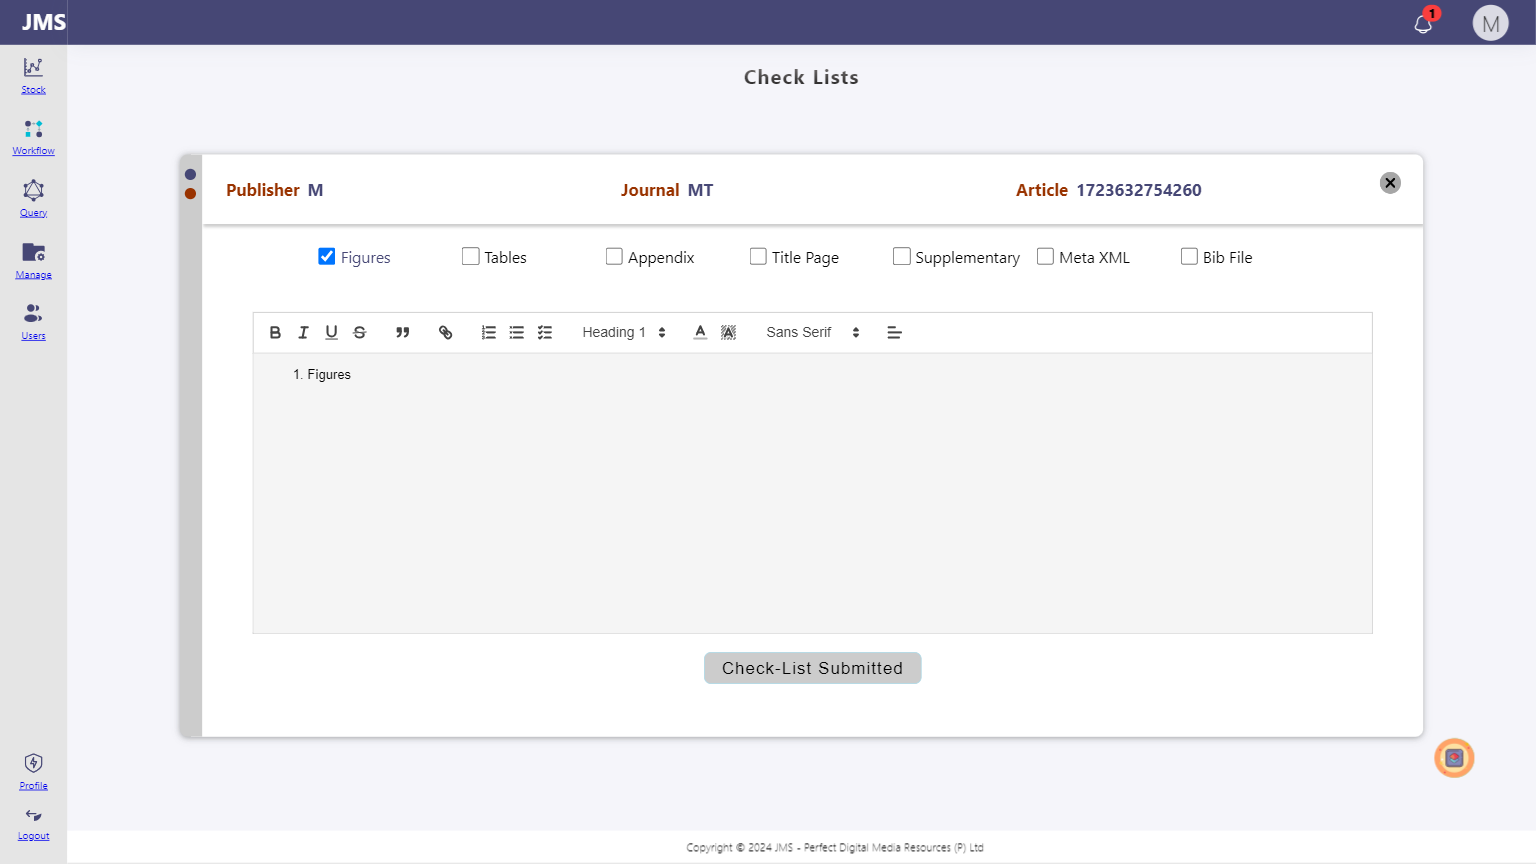 JMS
1
M
Stock
Workflow
Query
Manage
Users
Profile
Logout
Check Lists
Publisher M Journal MT Article 1723632754260
Figures Tables Appendix Title Page Supplementary Meta XML Bib File
Heading 1 Sans Serif
1. Figures
Check-List Submitted
Copyright © 2024 JMS - Perfect Digital Media Resources (P) Ltd